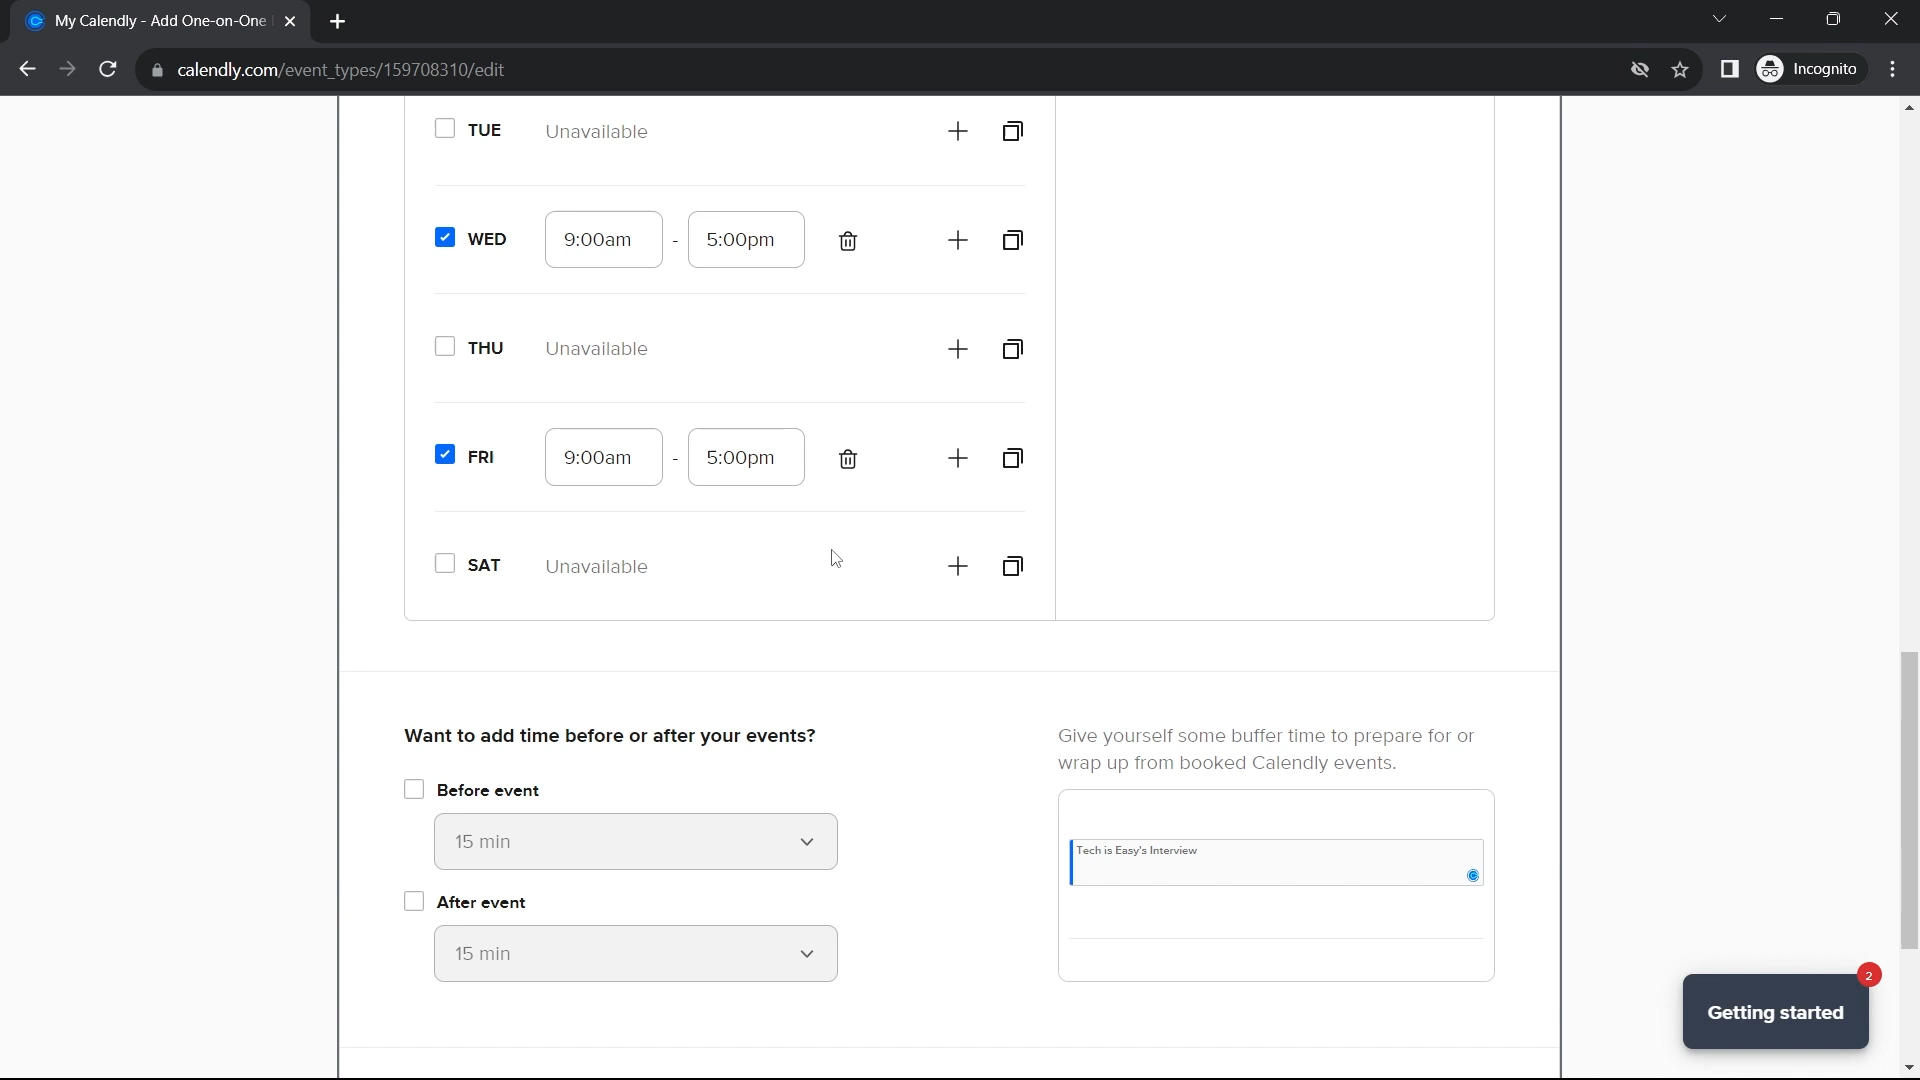 My Calendly - Add One-on-One
calendly.com/event_types/159708310/edit
Incognito
TUE Unavailable
WED 9:00am - 5:00pm
THU Unavailable
FRI 9:00am - 5:00pm
SAT Unavailable
Want to add time before or after your events?
Before event
15 min
After event
15 min
Give yourself some buffer time to prepare for or
wrap up from booked Calendly events.
Tech is Easy's Interview
2
Getting started